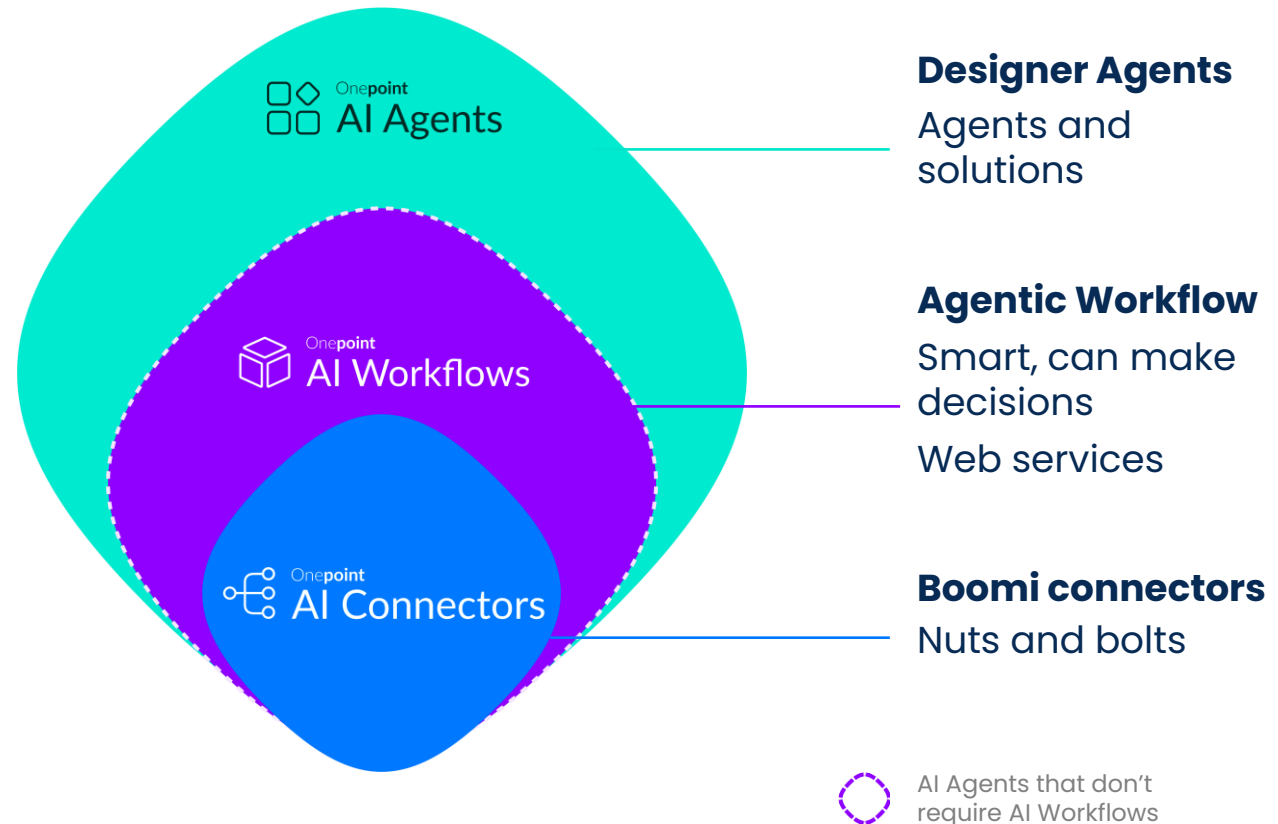 Onepoint
AI Agents
Designer Agents
Agents and
solutions
Onepoint
AI Workflows
Agentic Workflow
Smart, can make
decisions
Web services
Onepoint
AI Connectors
Boomi connectors
Nuts and bolts
AI Agents that don’t
require AI Workflows